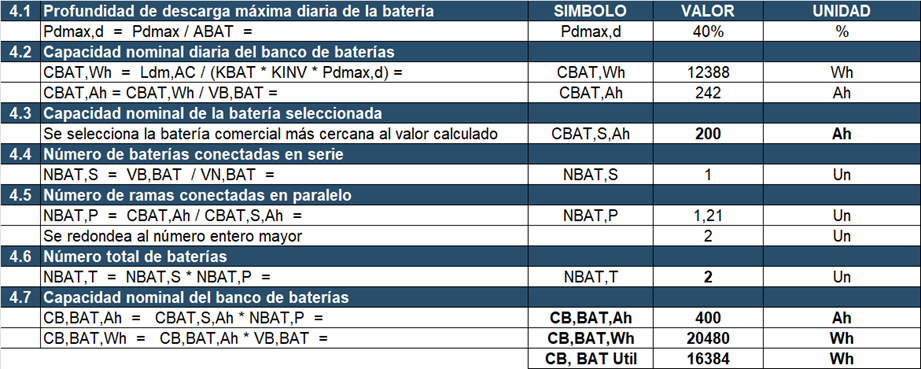 4.1 Profundidad de descarga máxima diaria de la batería SIMBOLO VALOR UNIDAD
Pdmax,d = Pdmax / ABAT = Pdmax,d 40% %
4.2 Capacidad nominal diaria del banco de baterías
CBAT,Wh = Ldm,AC / (KBAT * KINV * Pdmax,d) = CBAT,Wh 12388 Wh
CBAT,Ah = CBAT,Wh / VB,BAT = CBAT,Ah 242 Ah
4.3 Capacidad nominal de la batería seleccionada
Se selecciona la batería comercial más cercana al valor calculado CBAT,S,Ah 200 Ah
4.4 Número de baterías conectadas en serie
NBAT,S = VB,BAT / VN,BAT = NBAT,S 1 Un
4.5 Número de ramas conectadas en paralelo
NBAT,P = CBAT,Ah / CBAT,S,Ah = NBAT,P 1,21 Un
Se redondea al número entero mayor 2 Un
4.6 Número total de baterías
NBAT,T = NBAT,S * NBAT,P = NBAT,T 2 Un
4.7 Capacidad nominal del banco de baterías
CB,BAT,Ah = CBAT,S,Ah * NBAT,P = CB,BAT,Ah 400 Ah
CB,BAT,Wh = CB,BAT,Ah * VB,BAT = CB,BAT,Wh 20480 Wh
CB, BAT Util 16384 Wh